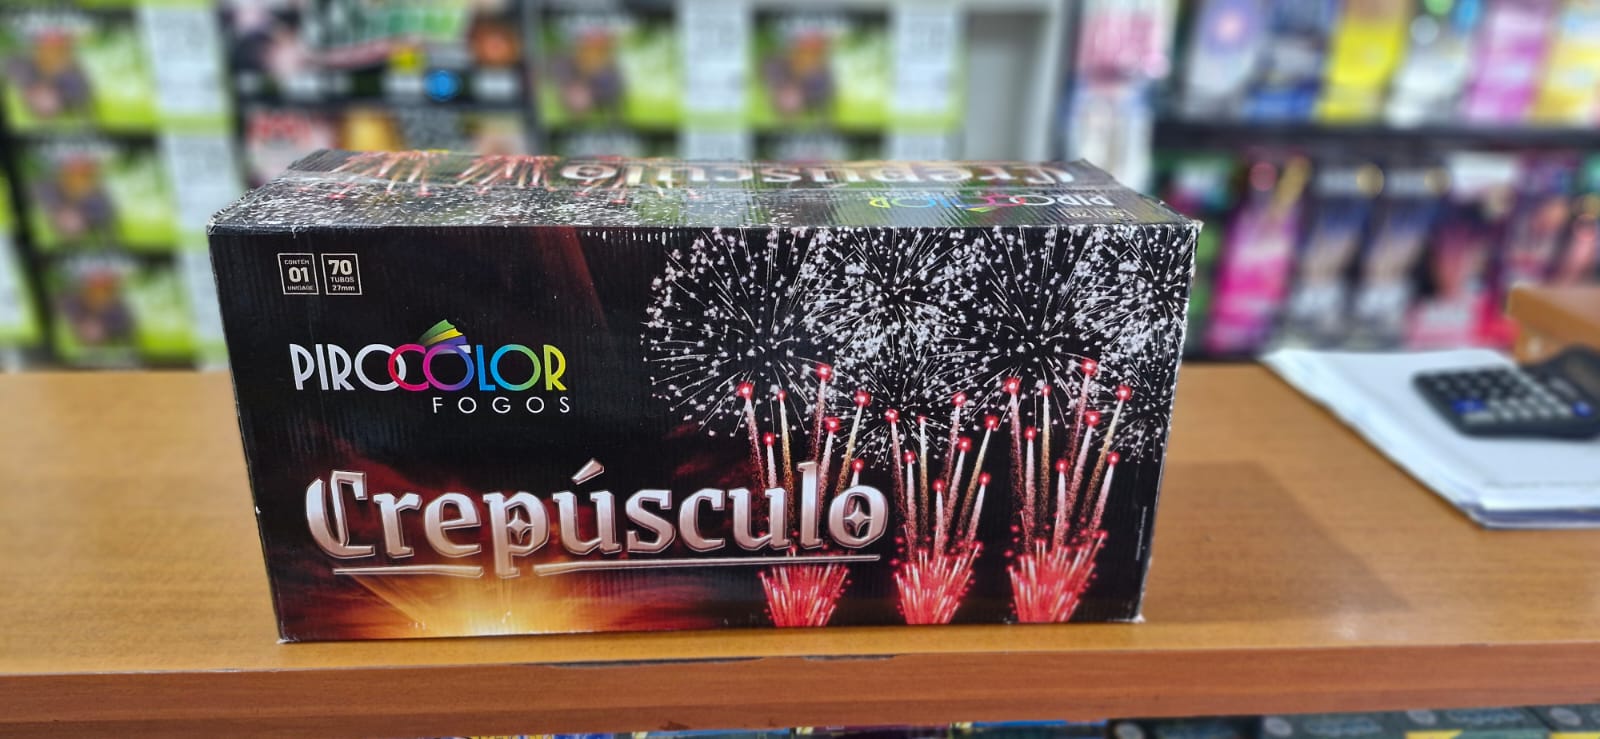 CONTÉM
01
UNIDADE
70
TUBOS
27mm
PIROCOLOR
FOGOS
Crepúsculo
Crepúsculo
PIROCOLOR